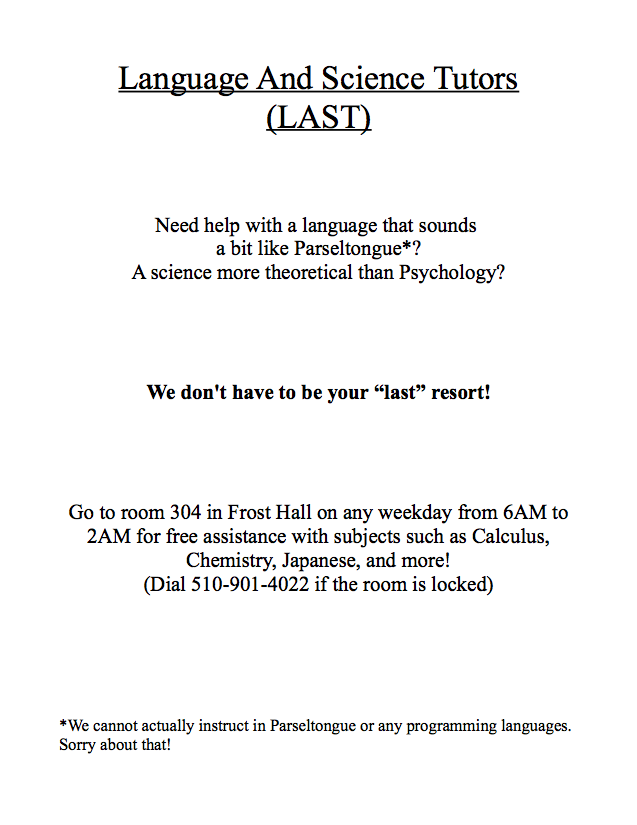 Language And Science Tutors
(LAST)
Need help with a language that sounds
a bit like Parseltongue*?
A science more theoretical than Psychology?
We don't have to be your “last” resort!
Go to room 304 in Frost Hall on any weekday from 6AM to
2AM for free assistance with subjects such as Calculus,
Chemistry, Japanese, and more!
(Dial 510-901-4022 if the room is locked)
*We cannot actually instruct in Parseltongue or any programming languages.
Sorry about that!